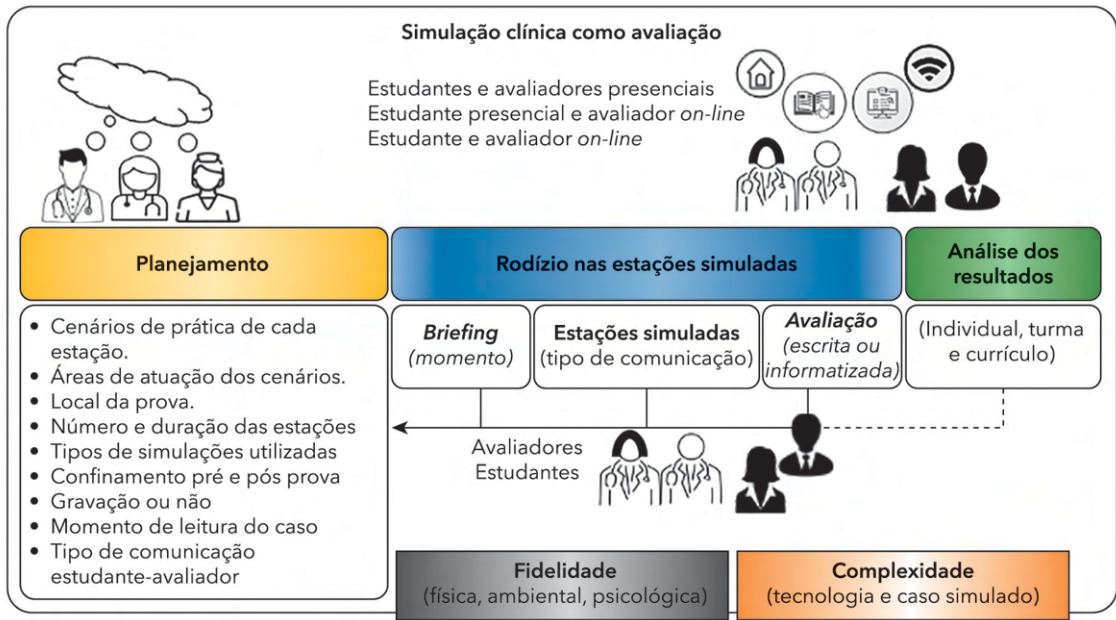 Simulação clínica como avaliação
Estudantes e avaliadores presenciais
Estudante presencial e avaliador on-line
Estudante e avaliador on-line
Planejamento
Rodízio nas estações simuladas
Análise dos
resultados
• Cenários de prática de cada
estação.
• Áreas de atuação dos cenários.
• Local da prova.
• Número e duração das estações
• Tipos de simulações utilizadas
• Confinamento pré e pós prova
• Gravação ou não
• Momento de leitura do caso
• Tipo de comunicação
estudante-avaliador
Briefing
(momento)
Estações simuladas
(tipo de comunicação)
Avaliação
(escrita ou
informatizada)
(Individual, turma
e currículo)
Avaliadores
Estudantes
Fidelidade
(física, ambiental, psicológica)
Complexidade
(tecnologia e caso simulado)